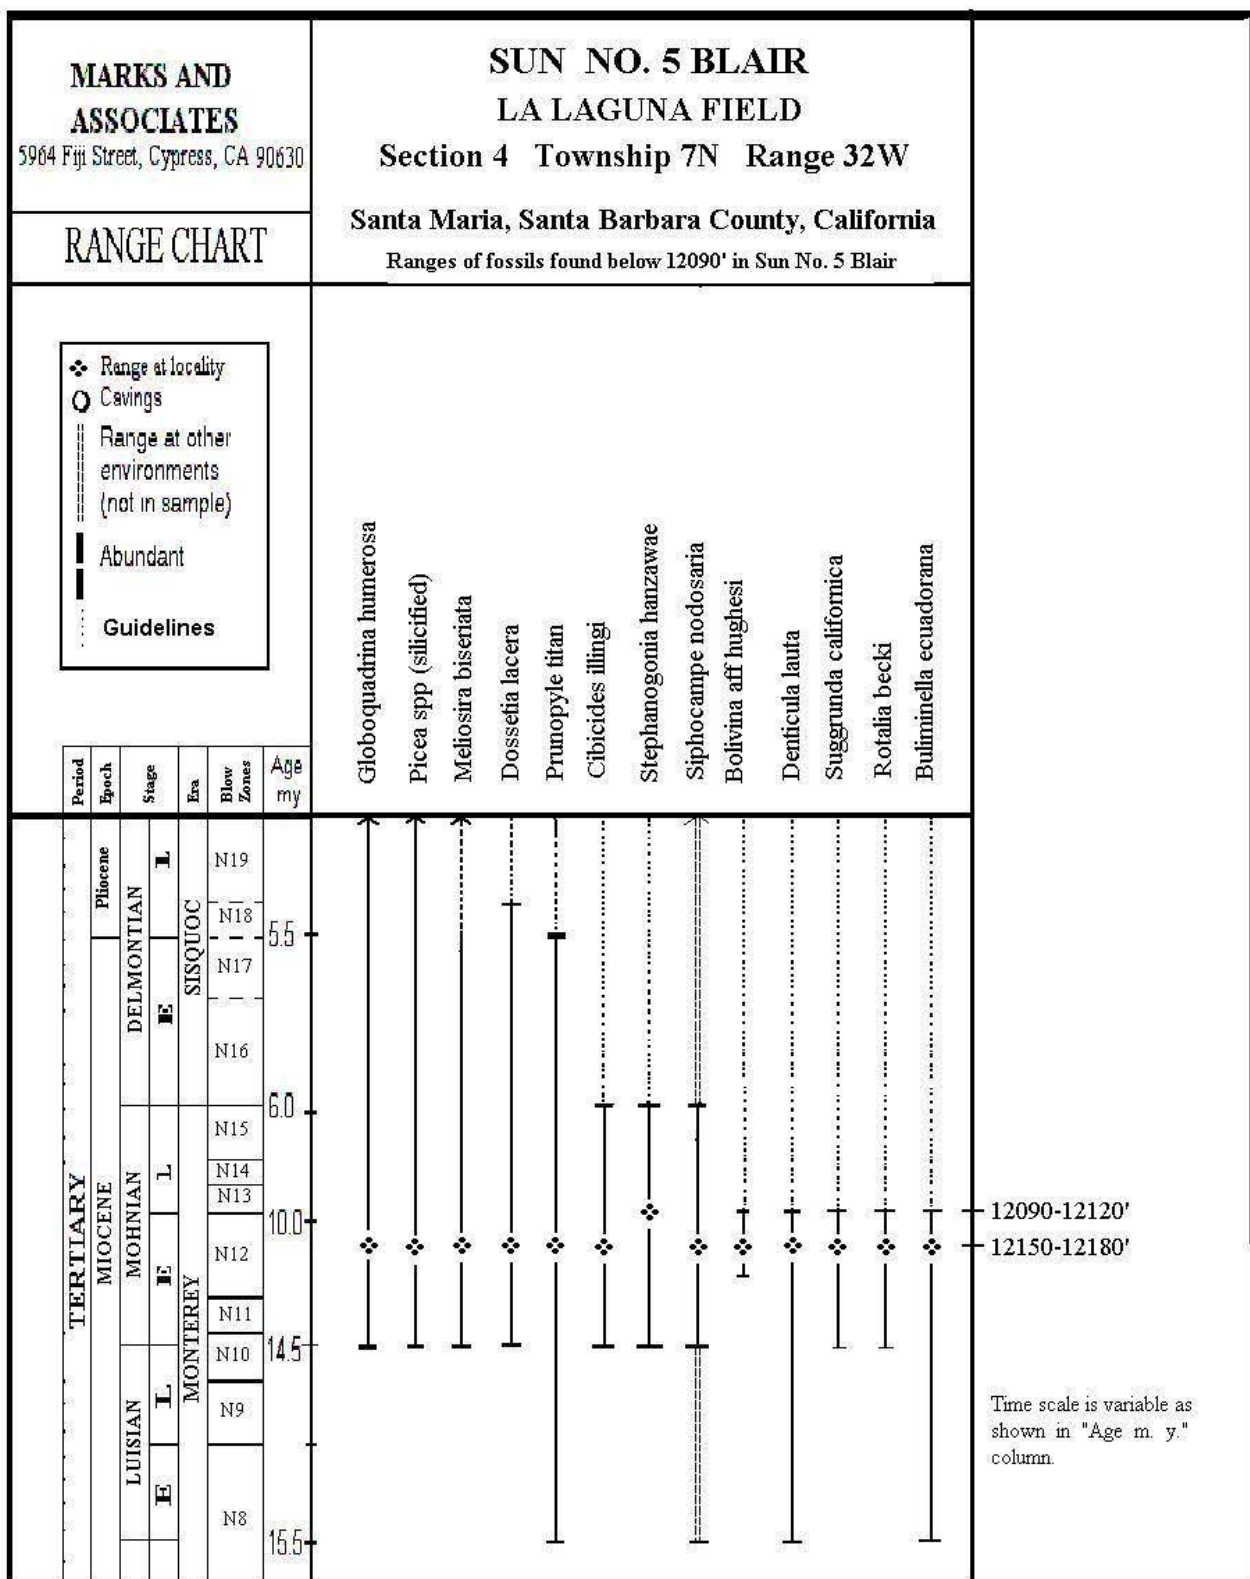 MARKS AND
ASSOCIATES
5964 Fiji Street, Cypress, CA 90630
RANGE CHART
SUN NO. 5 BLAIR
LA LAGUNA FIELD
Section 4 Township 7N Range 32W
Santa Maria, Santa Barbara County, California
Ranges of fossils found below 12090' in Sun No. 5 Blair
Range at locality
Cavings
Range at other
environments
(not in sample)
Abundant
Guidelines
Globoquadrina humerosa
Picea spp (silicified)
Meliosira biseriata
Dossetia lacera
Prunopyle titan
Cibicides illingi
Stephanogonia hanzawae
Siphocampe nodosaria
Bolivina aff hughesi
Denticula lauta
Suggrunda californica
Rotalia becki
Buliminella ecuadorana
Period
Epoch
Stage
Era
Blow
Zones
Age
my
TERTIARY
Pliocene
MIOCENE
DELMONTIAN
MOHNIAN
LUISIAN
L
E
L
E
L
E
SISQUOC
MONTEREY
N19
N18
N17
N16
N15
N14
N13
N12
N11
N10
N9
N8
5.5
6.0
10.0
14.5
15.5
12090-12120'
12150-12180'
Time scale is variable as
shown in "Age m. y."
column.